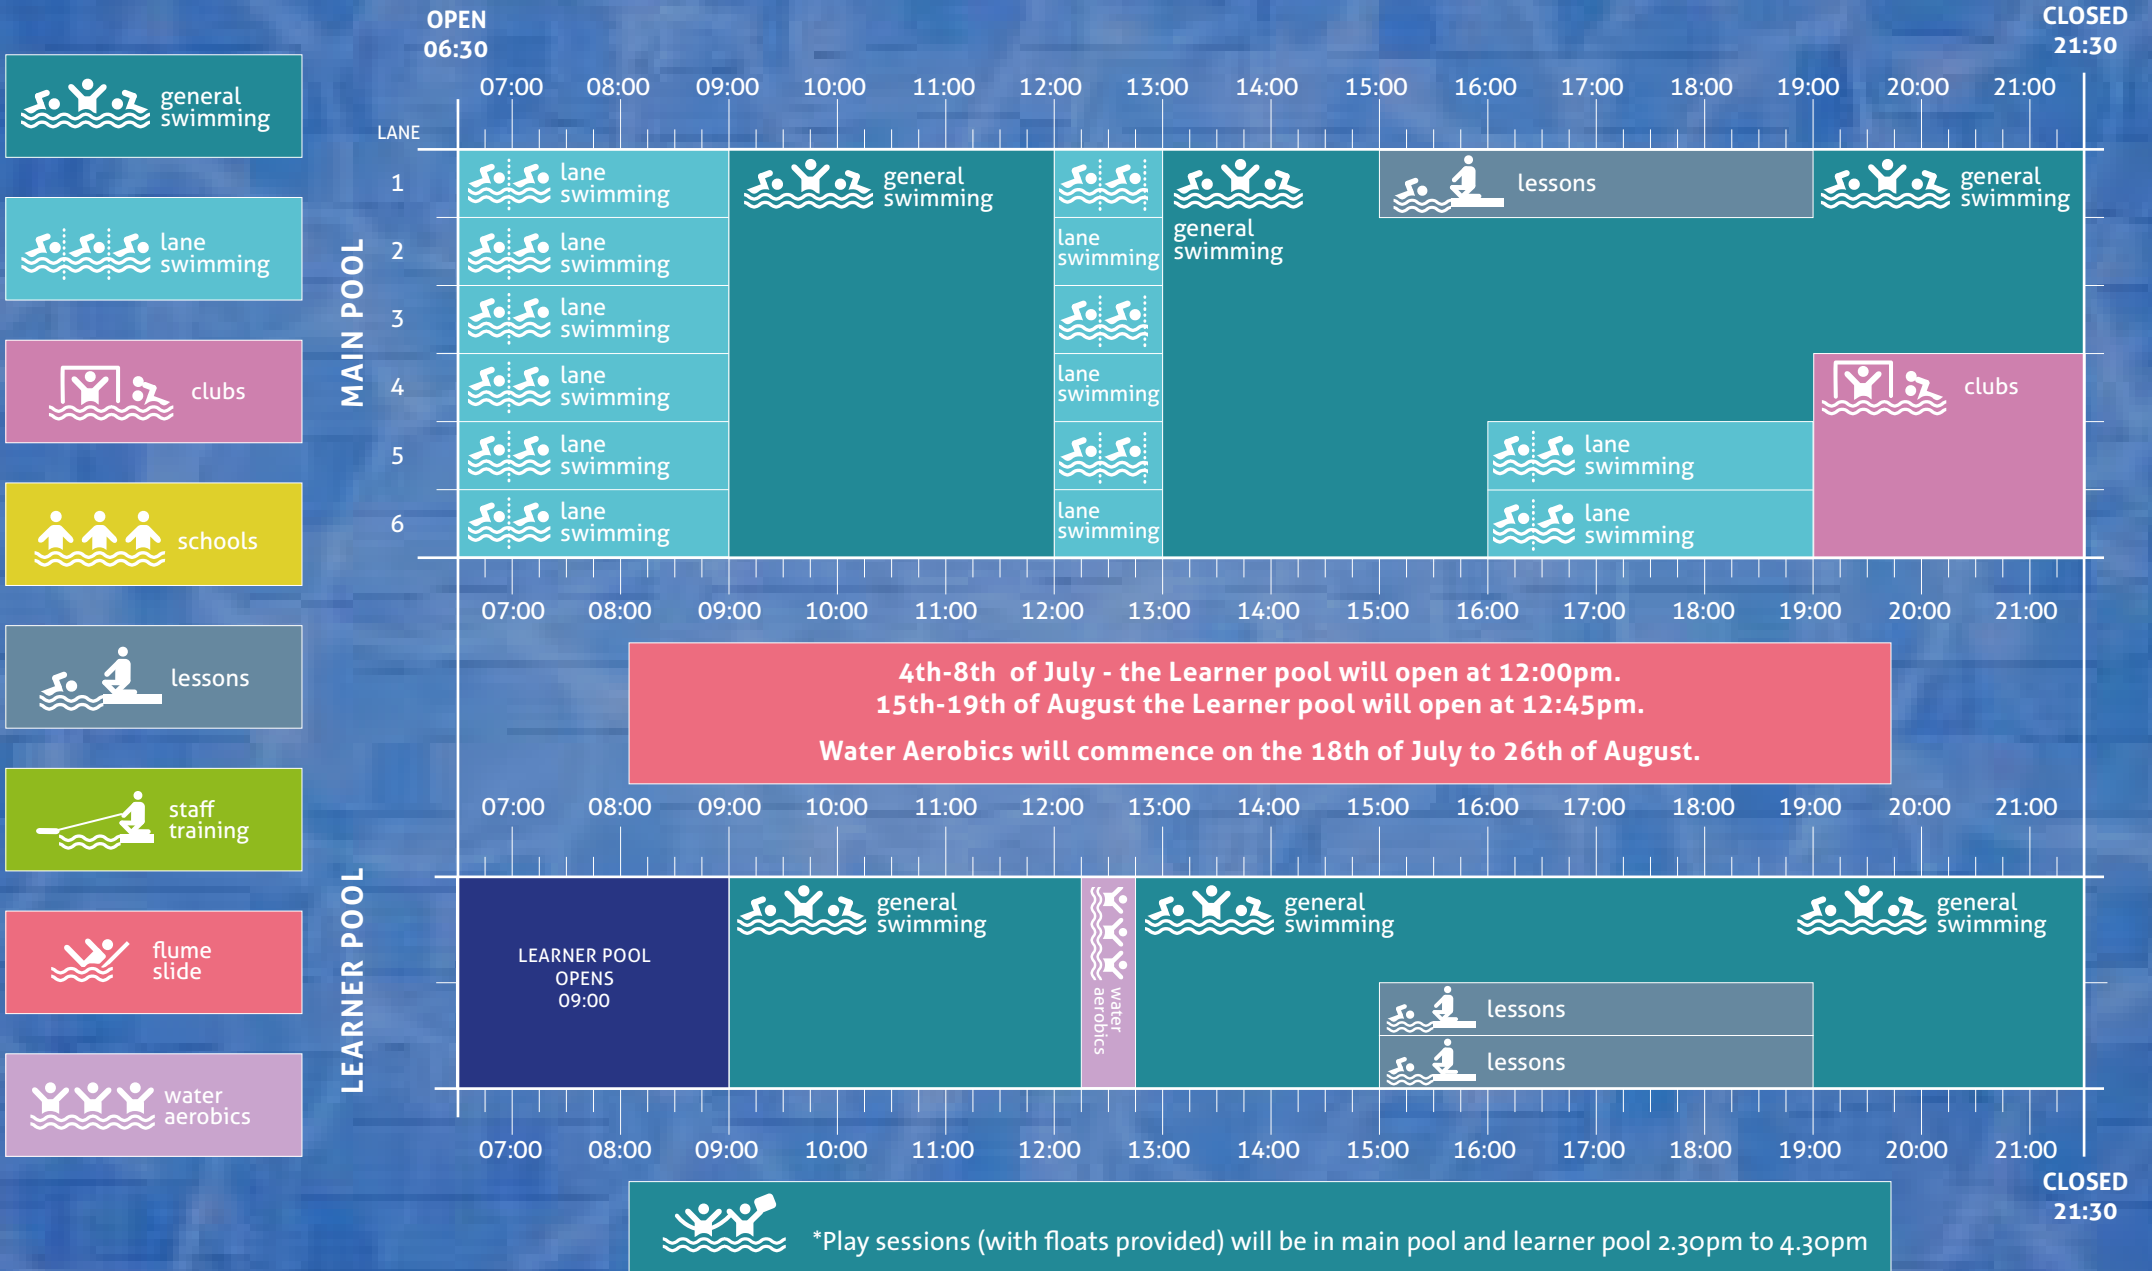 OPEN
06:30
CLOSED
21:30
general
swimming
lane
swimming
clubs
schools
lessons
staff
training
flume
slide
water
aerobics
07:00 08:00 09:00 10:00 11:00 12:00 13:00 14:00 15:00 16:00 17:00 18:00 19:00 20:00 21:00
LANE
MAIN POOL
1
2
3
4
5
6
lane
swimming
lane
swimming
lane
swimming
lane
swimming
lane
swimming
lane
swimming
general
swimming
lane
swimming
lane
swimming
lane
swimming
general
swimming
lessons
general
swimming
lane
swimming
lane
swimming
clubs
07:00 08:00 09:00 10:00 11:00 12:00 13:00 14:00 15:00 16:00 17:00 18:00 19:00 20:00 21:00
4th-8th of July - the Learner pool will open at 12:00pm.
15th-19th of August the Learner pool will open at 12:45pm.
Water Aerobics will commence on the 18th of July to 26th of August.
07:00 08:00 09:00 10:00 11:00 12:00 13:00 14:00 15:00 16:00 17:00 18:00 19:00 20:00 21:00
LEARNER POOL
LEARNER POOL
OPENS
09:00
general
swimming
water
aerobics
general
swimming
lessons
lessons
general
swimming
07:00 08:00 09:00 10:00 11:00 12:00 13:00 14:00 15:00 16:00 17:00 18:00 19:00 20:00 21:00
CLOSED
21:30
*Play sessions (with floats provided) will be in main pool and learner pool 2.30pm to 4.30pm